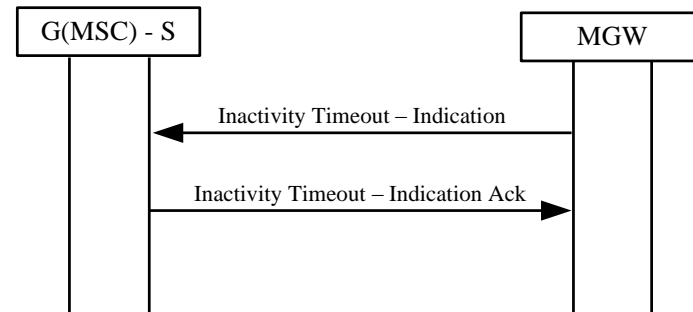 G(MSC) - S
MGW
Inactivity Timeout – Indication
Inactivity Timeout – Indication Ack